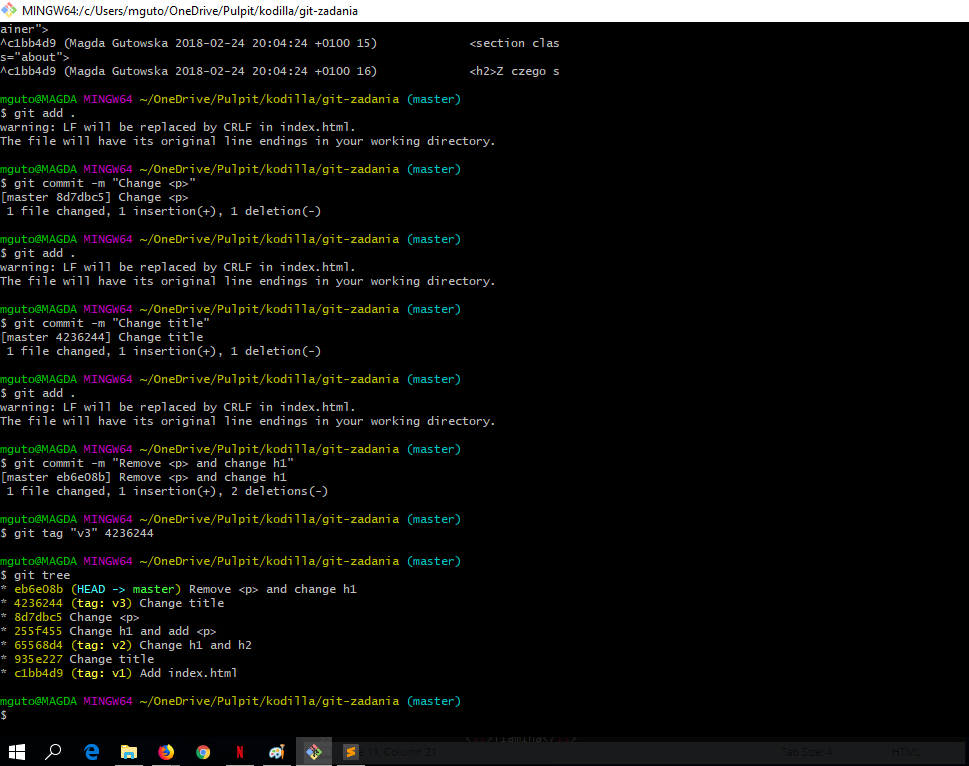 MINGW64:/c/Users/mguto/OneDrive/Pulpit/kodilla/git-zadania
ainer">
^c1bb4d9 (Magda Gutowska 2018-02-24 20:04:24 +0100 15) <section clas
s="about">
^c1bb4d9 (Magda Gutowska 2018-02-24 20:04:24 +0100 16) <h2>Z czego s
mguto@MAGDA MINGW64 ~/OneDrive/Pulpit/kodilla/git-zadania (master)
$ git add .
warning: LF will be replaced by CRLF in index.html.
The file will have its original line endings in your working directory.
mguto@MAGDA MINGW64 ~/OneDrive/Pulpit/kodilla/git-zadania (master)
$ git commit -m "Change <p>"
[master 8d7dbc5] Change <p>
1 file changed, 1 insertion(+), 1 deletion(-)
mguto@MAGDA MINGW64 ~/OneDrive/Pulpit/kodilla/git-zadania (master)
$ git add .
warning: LF will be replaced by CRLF in index.html.
The file will have its original line endings in your working directory.
mguto@MAGDA MINGW64 ~/OneDrive/Pulpit/kodilla/git-zadania (master)
$ git commit -m "Change title"
[master 4236244] Change title
1 file changed, 1 insertion(+), 1 deletion(-)
mguto@MAGDA MINGW64 ~/OneDrive/Pulpit/kodilla/git-zadania (master)
$ git add .
warning: LF will be replaced by CRLF in index.html.
The file will have its original line endings in your working directory.
mguto@MAGDA MINGW64 ~/OneDrive/Pulpit/kodilla/git-zadania (master)
$ git commit -m "Remove <p> and change h1"
[master eb6e08b] Remove <p> and change h1
1 file changed, 1 insertion(+), 2 deletions(-)
mguto@MAGDA MINGW64 ~/OneDrive/Pulpit/kodilla/git-zadania (master)
$ git tag "v3" 4236244
mguto@MAGDA MINGW64 ~/OneDrive/Pulpit/kodilla/git-zadania (master)
$ git tree
* eb6e08b (HEAD -> master) Remove <p> and change h1
* 4236244 (tag: v3) Change title
* 8d7dbc5 Change <p>
* 255f455 Change h1 and add <p>
* 65568d4 (tag: v2) Change h1 and h2
* 935e227 Change title
* c1bb4d9 (tag: v1) Add index.html
mguto@MAGDA MINGW64 ~/OneDrive/Pulpit/kodilla/git-zadania (master)
$
11, Column 21 Tab Size: 4 HTML